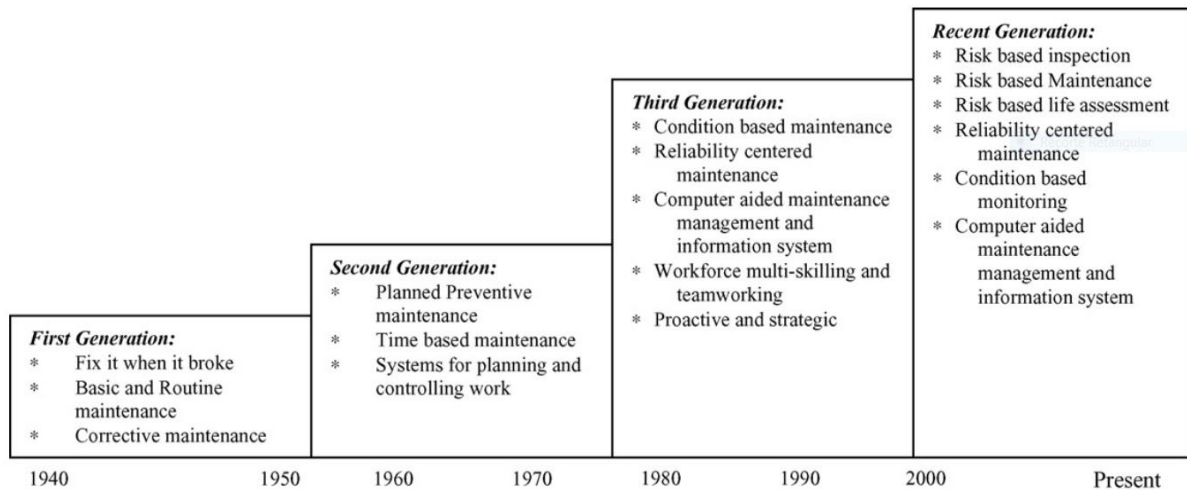 First Generation:
* Fix it when it broke
* Basic and Routine
maintenance
* Corrective maintenance
Second Generation:
* Planned Preventive
maintenance
* Time based maintenance
* Systems for planning and
controlling work
Third Generation:
* Condition based maintenance
* Reliability centered
maintenance
* Computer aided maintenance
management and
information system
* Workforce multi-skilling and
teamworking
* Proactive and strategic
Recent Generation:
* Risk based inspection
* Risk based Maintenance
* Risk based life assessment
* Reliability centered
maintenance
Recorte Retangular
* Condition based
monitoring
* Computer aided
maintenance
management and
information system
1940 1950 1960 1970 1980 1990 2000 Present